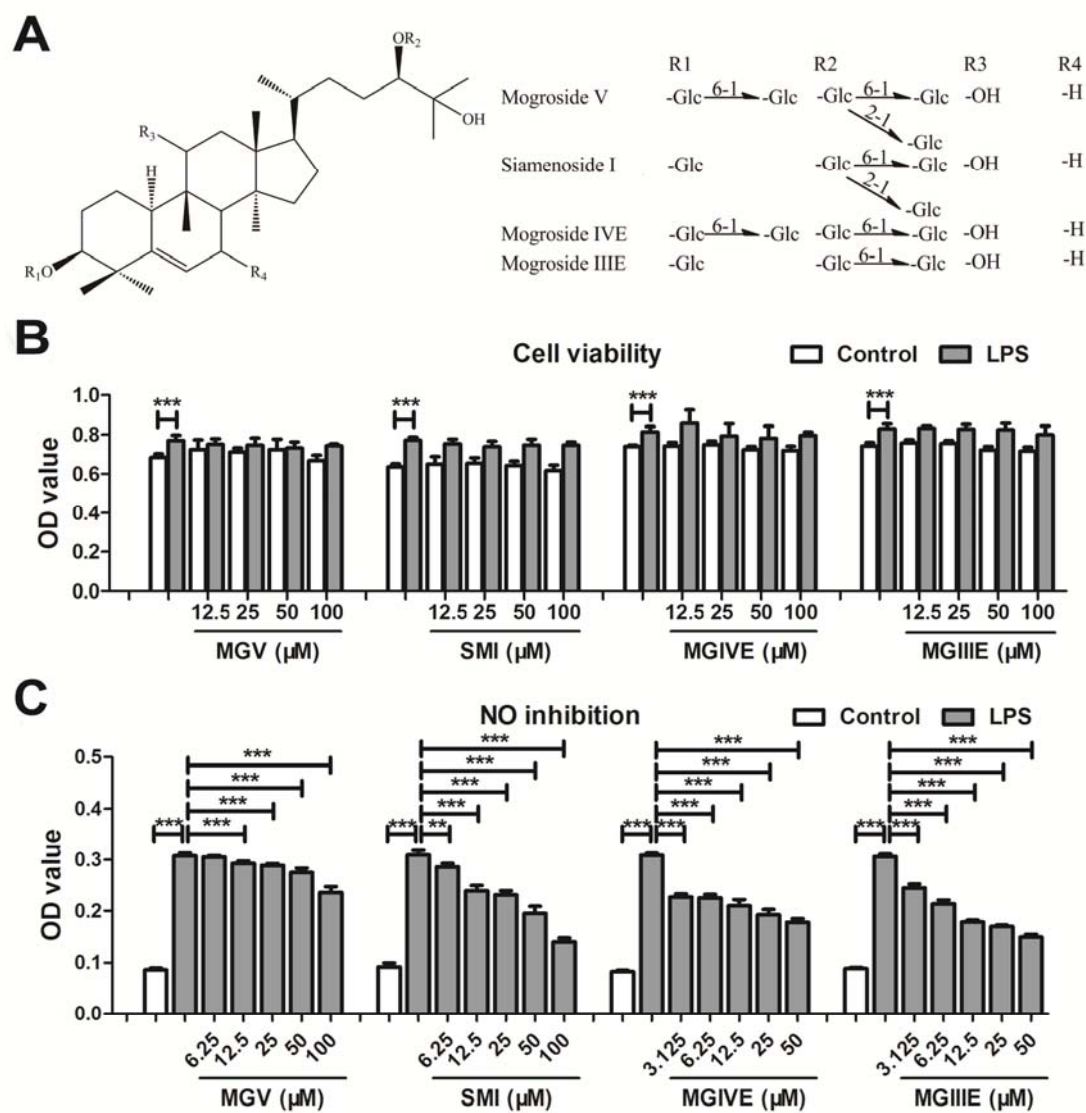 A
OR₂
OH
R₃
H
R₁O
R₄
R1 R2 R3 R4
Mogroside V -Glc 6-1 -Glc -Glc 6-1 -Glc -OH -H
2-1
-Glc
Siamenoside I -Glc -Glc 6-1 -Glc -OH -H
2-1
-Glc
Mogroside IVE -Glc 6-1 -Glc -Glc 6-1 -Glc -OH -H
Mogroside IIIE -Glc -Glc 6-1 -Glc -OH -H
B
Cell viability
Control LPS
OD value
1.0
0.8
0.6
0.4
0.2
0.0
*** *** *** ***
12.5 25 50 100 12.5 25 50 100 12.5 25 50 100 12.5 25 50 100
MGV (µM) SMI (µM) MGIVE (µM) MGIIIE (µM)
C
NO inhibition
Control LPS
OD value
0.5
0.4
0.3
0.2
0.1
0.0
*** *** *** ***
*** *** *** ***
*** *** *** ***
*** *** *** *** *** ***
*** *** ** *** *** *** ***
6.25 12.5 25 50 100 6.25 12.5 25 50 100 3.125 6.25 12.5 25 50 3.125 6.25 12.5 25 50
MGV (µM) SMI (µM) MGIVE (µM) MGIIIE (µM)